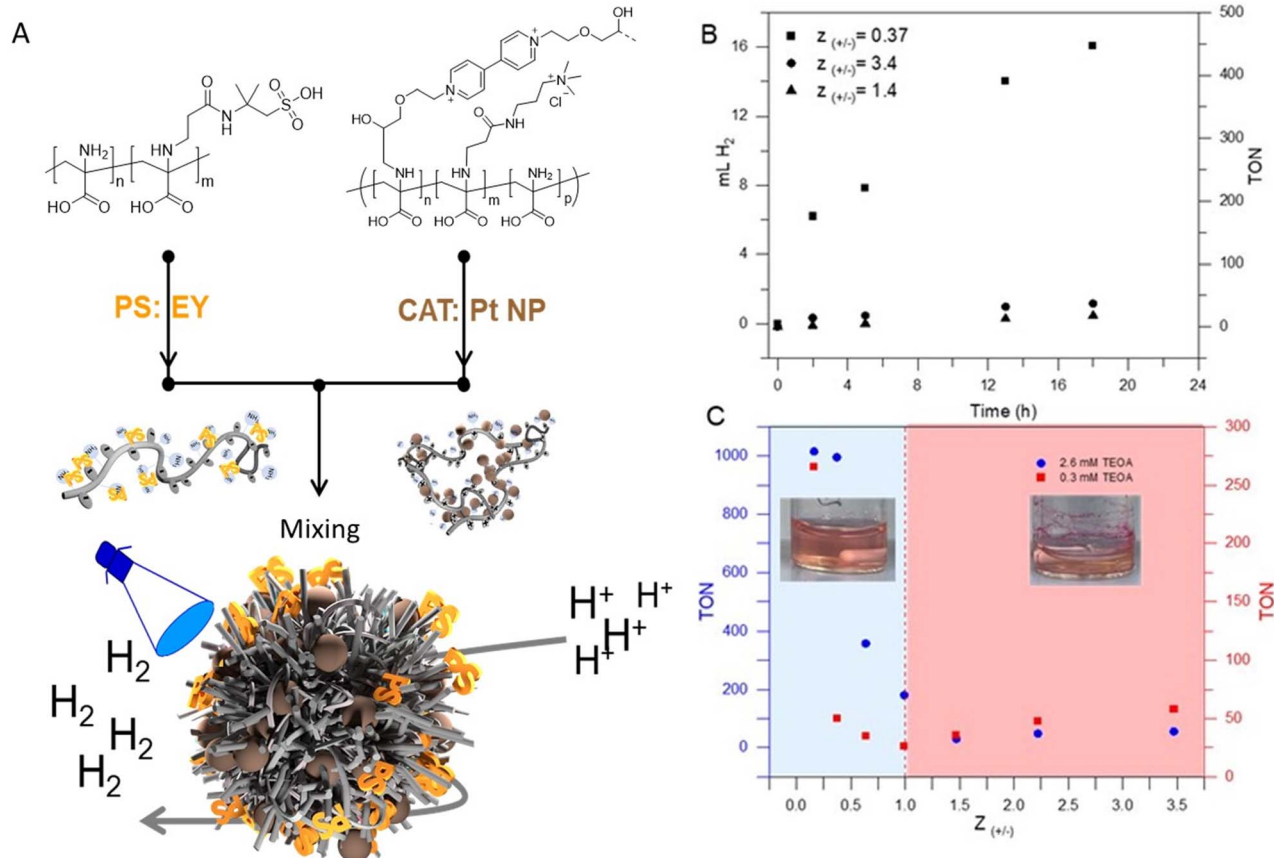 A
O
N
H
S
O
O
OH
HN
NH2
n
m
HO
O
HO
O
OH
N
+
O
N
+
O
HO
N
+
Cl−
O
NH
NH
HN
NH2
n
m
p
HO
O
HO
O
HO
O
PS: EY
CAT: Pt NP
Mixing
H+ H+
H+
H+
H2
H2
H2
H2
B
z (+/-)= 0.37
z (+/-)= 3.4
z (+/-)= 1.4
mL H2
16
12
8
4
0
TON
500
400
300
200
100
0
0 4 8 12 16 20 24
Time (h)
C
2.6 mM TEOA
0.3 mM TEOA
TON
1000
800
600
400
200
0
TON
300
250
200
150
100
50
0
0.0 0.5 1.0 1.5 2.0 2.5 3.0 3.5
Z (+/-)